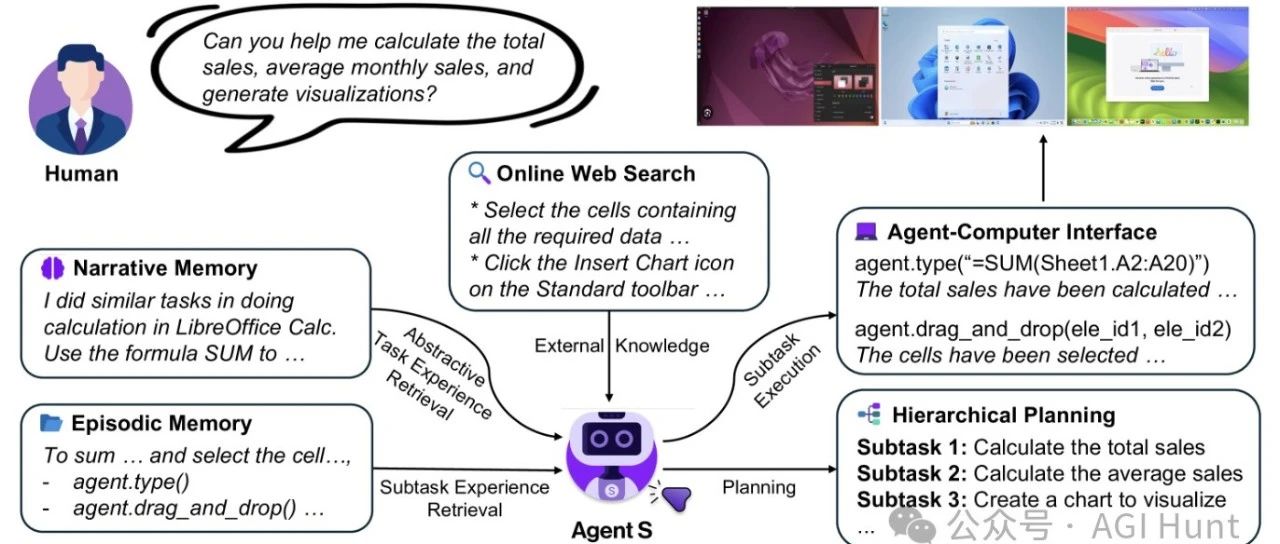 Can you help me calculate the total
sales, average monthly sales, and
generate visualizations?
Human
Online Web Search
* Select the cells containing
all the required data …
* Click the Insert Chart icon
on the Standard toolbar …
Narrative Memory
I did similar tasks in doing
calculation in LibreOffice Calc.
Use the formula SUM to …
Episodic Memory
To sum … and select the cell…,
- agent.type()
- agent.drag_and_drop() …
Abstractive
Task Experience
Retrieval
External Knowledge
Subtask Experience
Retrieval
Agent S
Subtask
Execution
Planning
Agent-Computer Interface
agent.type(“=SUM(Sheet1.A2:A20)”)
The total sales have been calculated …
agent.drag_and_drop(ele_id1, ele_id2)
The cells have been selected …
Hierarchical Planning
Subtask 1: Calculate the total sales
Subtask 2: Calculate the average sales
Subtask 3: Create a chart to visualize
...
公众号 · AGI Hunt